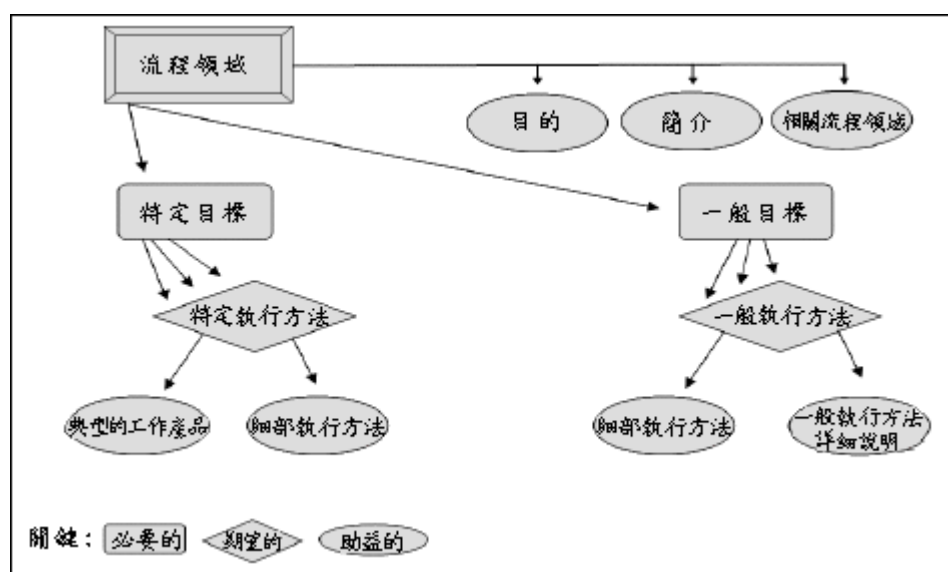 流程領域
目的
簡介
相關流程領域
特定目標
一般目標
特定執行方法
一般執行方法
典型的工作產品
細部執行方法
細部執行方法
一般執行方法
詳細說明
關鍵：
必要的
期望的
助益的